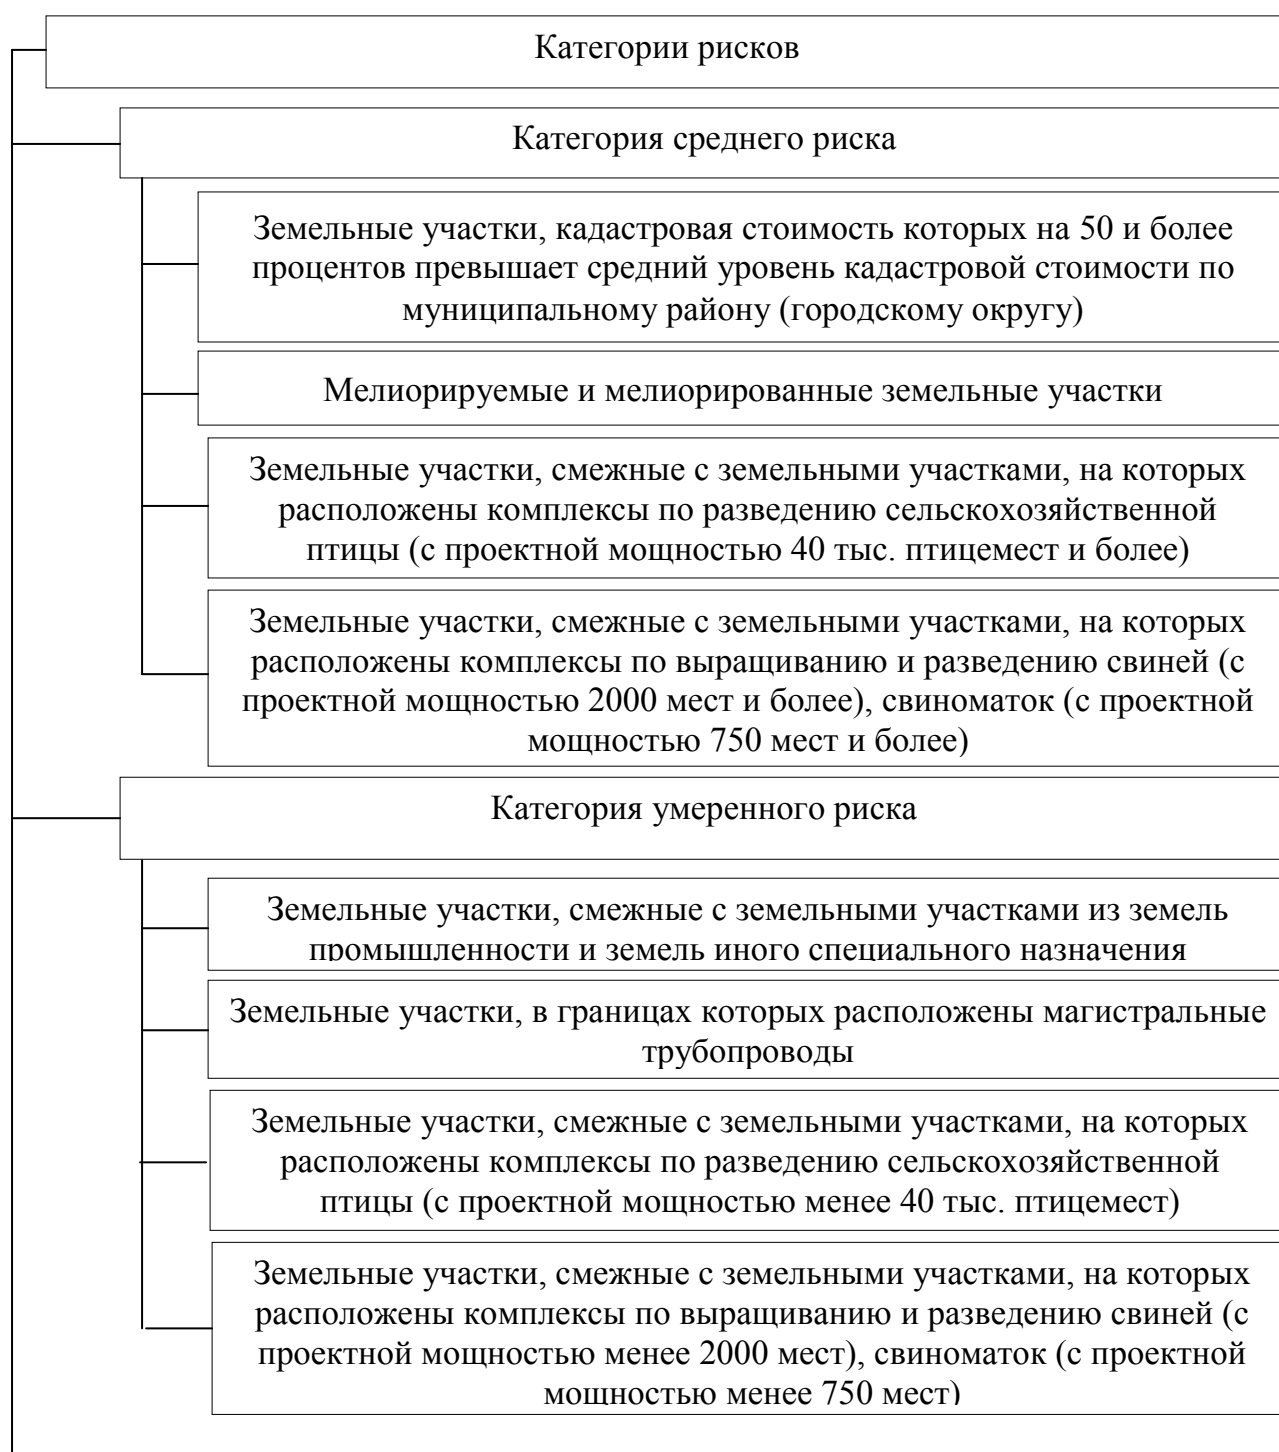 Категории рисков
Категория среднего риска
Земельные участки, кадастровая стоимость которых на 50 и более
процентов превышает средний уровень кадастровой стоимости по
муниципальному району (городскому округу)
Мелиорируемые и мелиорированные земельные участки
Земельные участки, смежные с земельными участками, на которых
расположены комплексы по разведению сельскохозяйственной
птицы (с проектной мощностью 40 тыс. птицемест и более)
Земельные участки, смежные с земельными участками, на которых
расположены комплексы по выращиванию и разведению свиней (с
проектной мощностью 2000 мест и более), свиноматок (с проектной
мощностью 750 мест и более)
Категория умеренного риска
Земельные участки, смежные с земельными участками из земель
промышленности и земель иного специального назначения
Земельные участки, в границах которых расположены магистральные
трубопроводы
Земельные участки, смежные с земельными участками, на которых
расположены комплексы по разведению сельскохозяйственной
птицы (с проектной мощностью менее 40 тыс. птицемест)
Земельные участки, смежные с земельными участками, на которых
расположены комплексы по выращиванию и разведению свиней (с
проектной мощностью менее 2000 мест), свиноматок (с проектной
мощностью менее 750 мест)